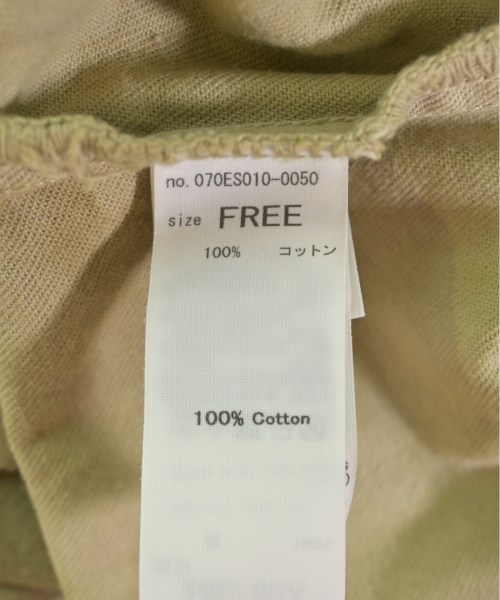 no. 070ES010-0050
size FREE
100% コットン
100% Cotton